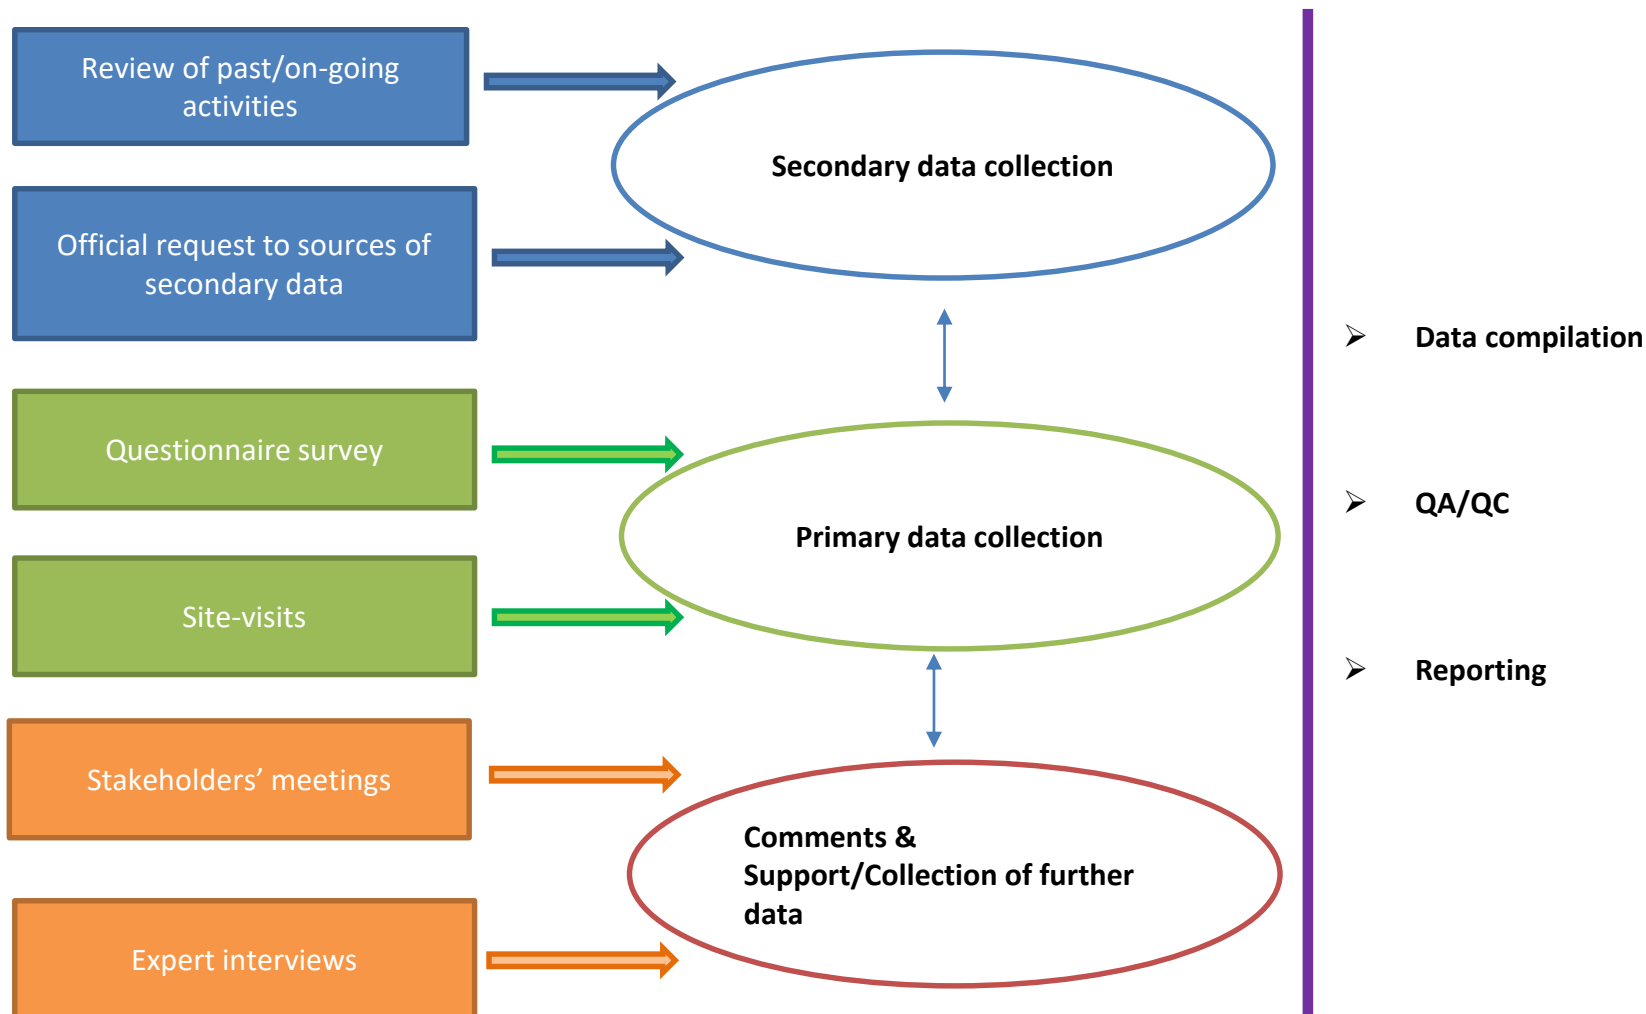 Review of past/on-going
activities
Secondary data collection
Official request to sources of
secondary data
Questionnaire survey
Primary data collection
Site-visits
Stakeholders’ meetings
Comments &
Support/Collection of further
data
Expert interviews
Data compilation
QA/QC
Reporting